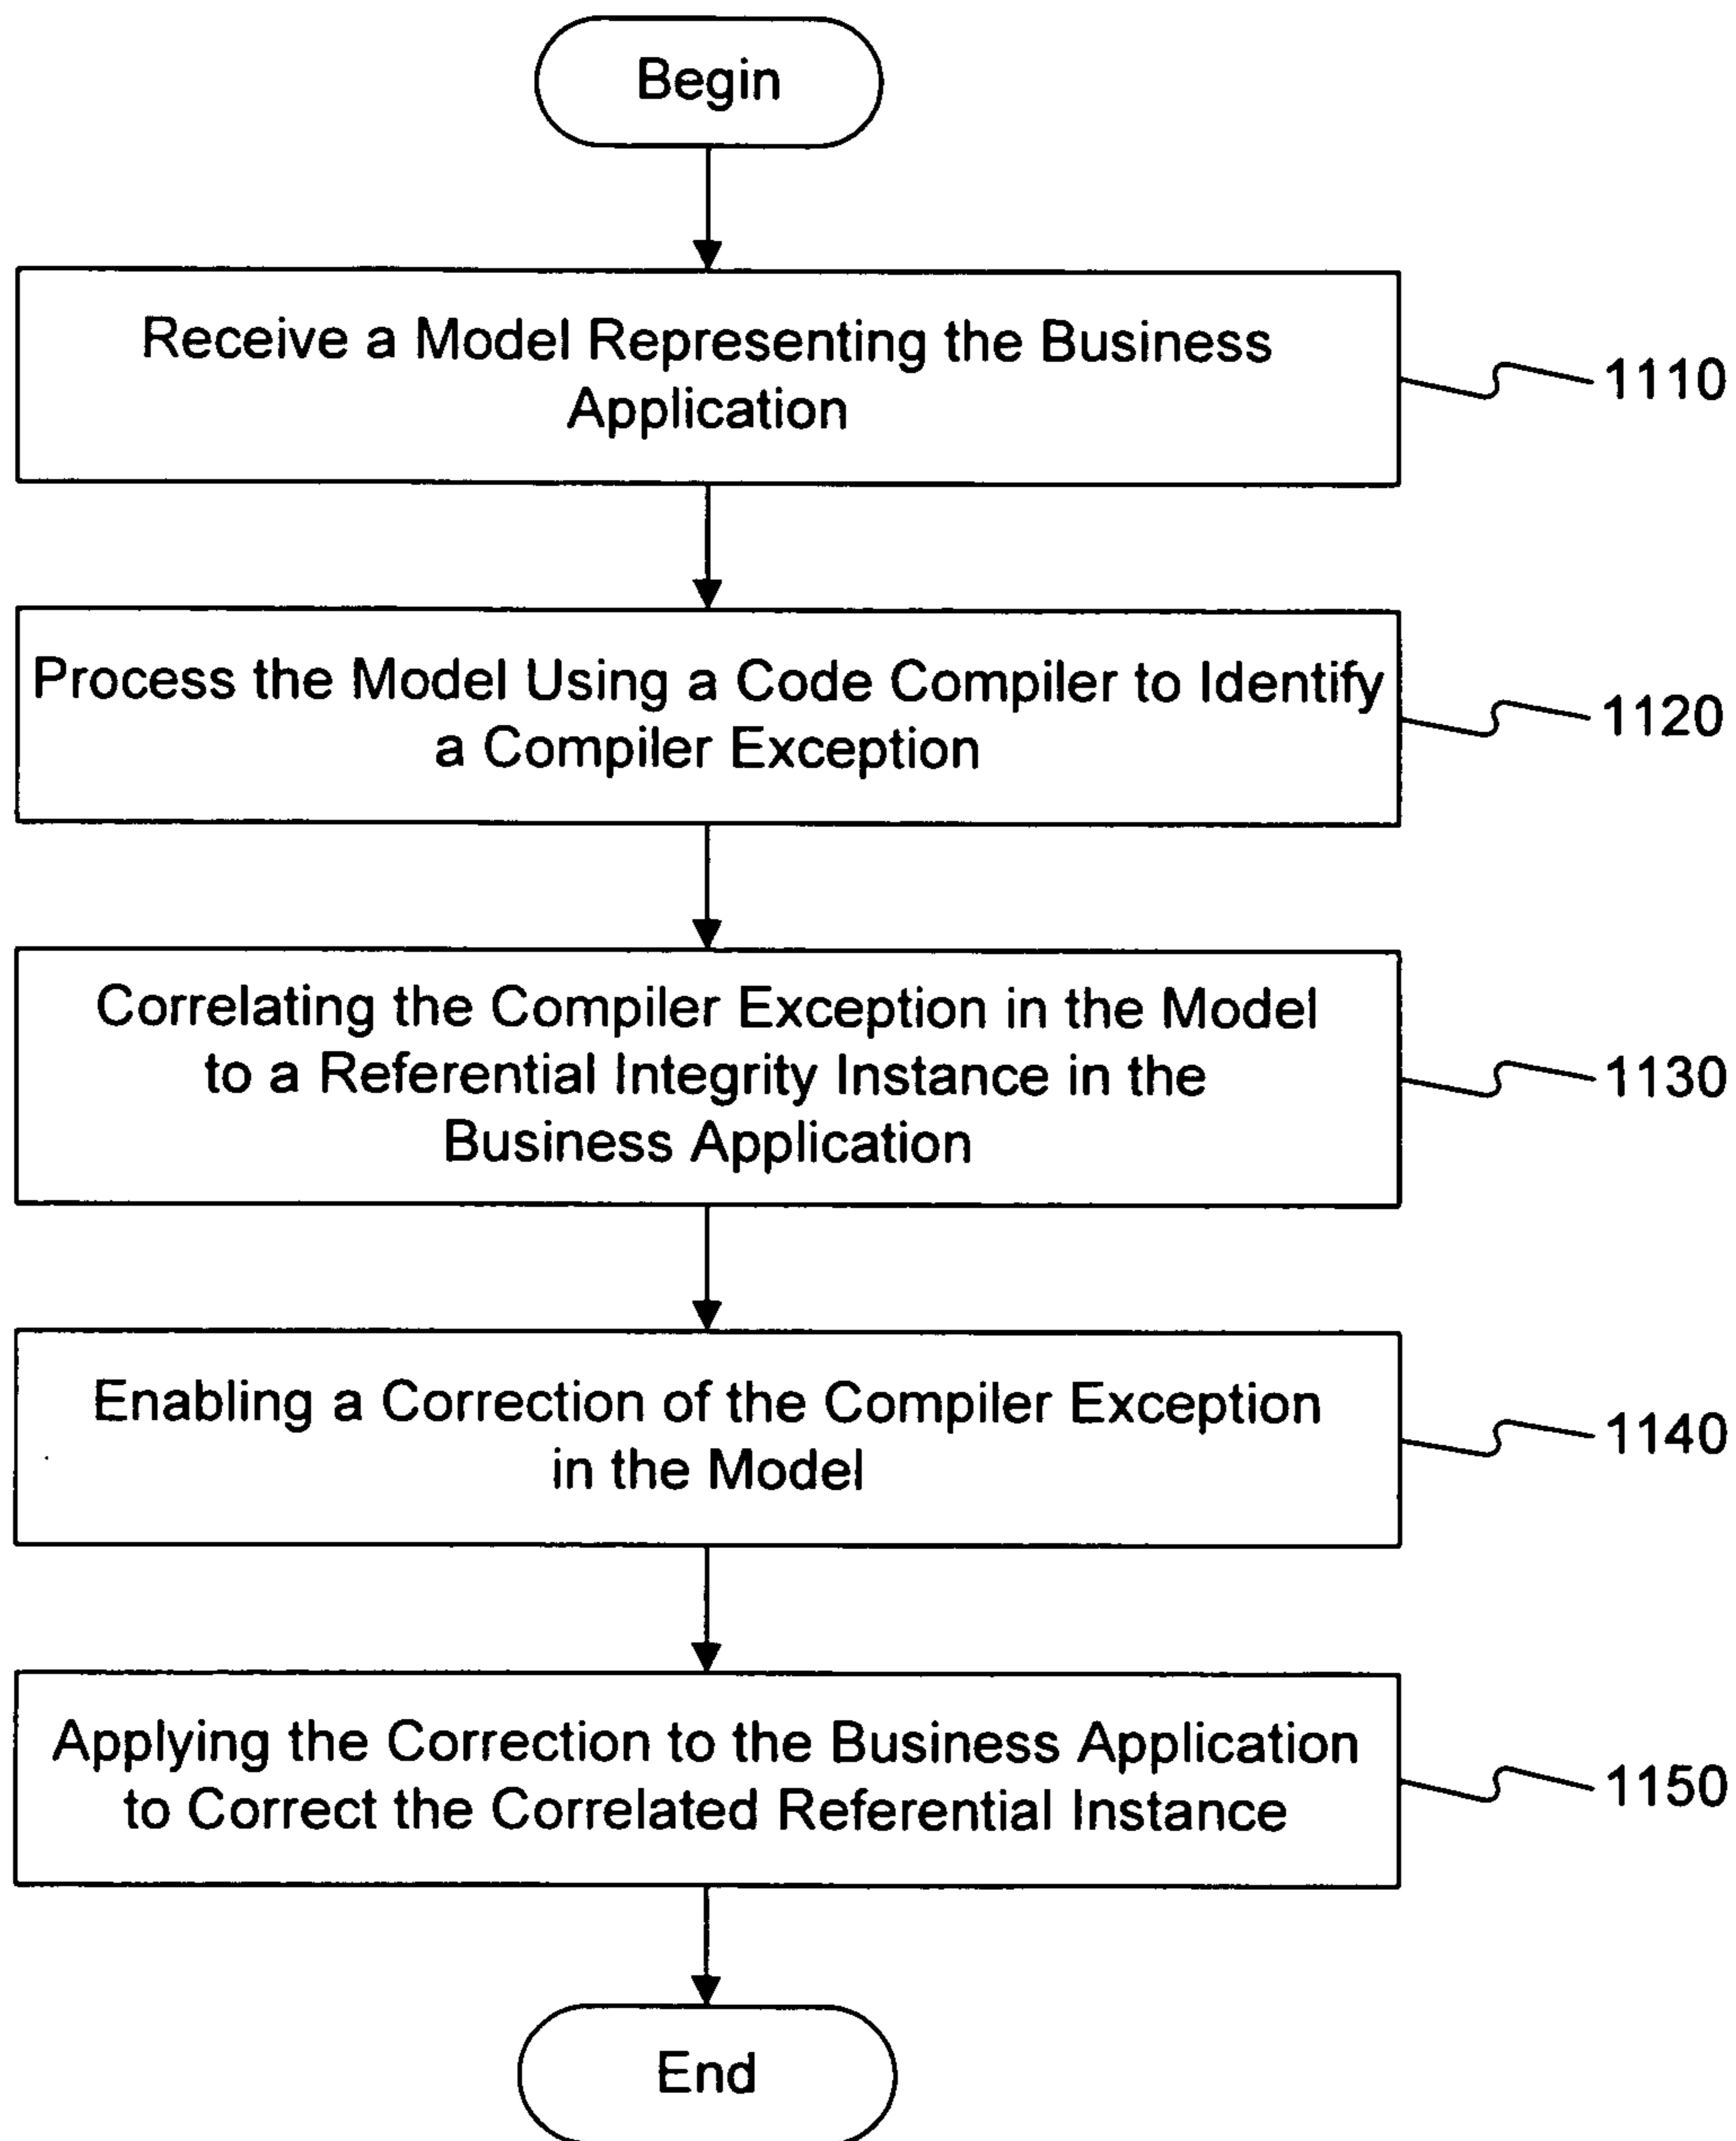 Begin
Receive a Model Representing the Business
Application
1110
Process the Model Using a Code Compiler to Identify
a Compiler Exception
1120
Correlating the Compiler Exception in the Model
to a Referential Integrity Instance in the
Business Application
1130
Enabling a Correction of the Compiler Exception
in the Model
1140
Applying the Correction to the Business Application
to Correct the Correlated Referential Instance
1150
End